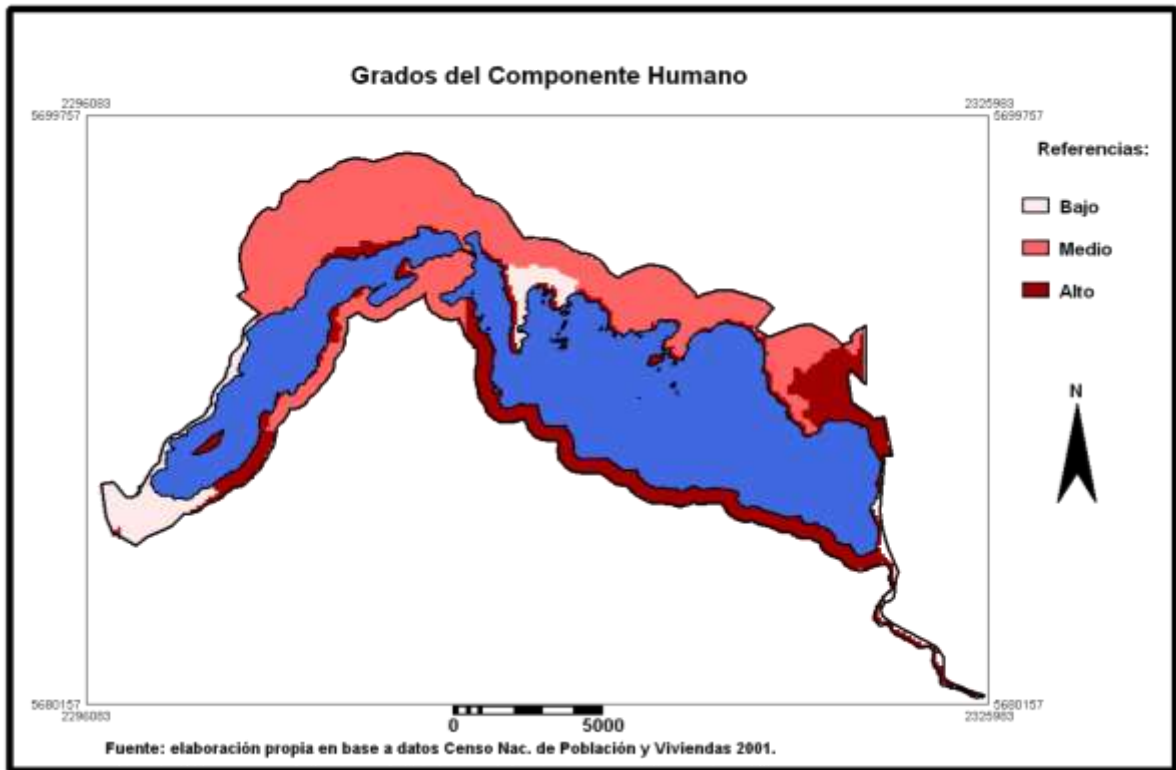 Grados del Componente Humano
2296083
2325983
5699757
5699757
Referencias:
Bajo
Medio
Alto
N
5680157
5680157
2296083
2325983
0 5000
Fuente: elaboración propia en base a datos Censo Nac. de Población y Viviendas 2001.